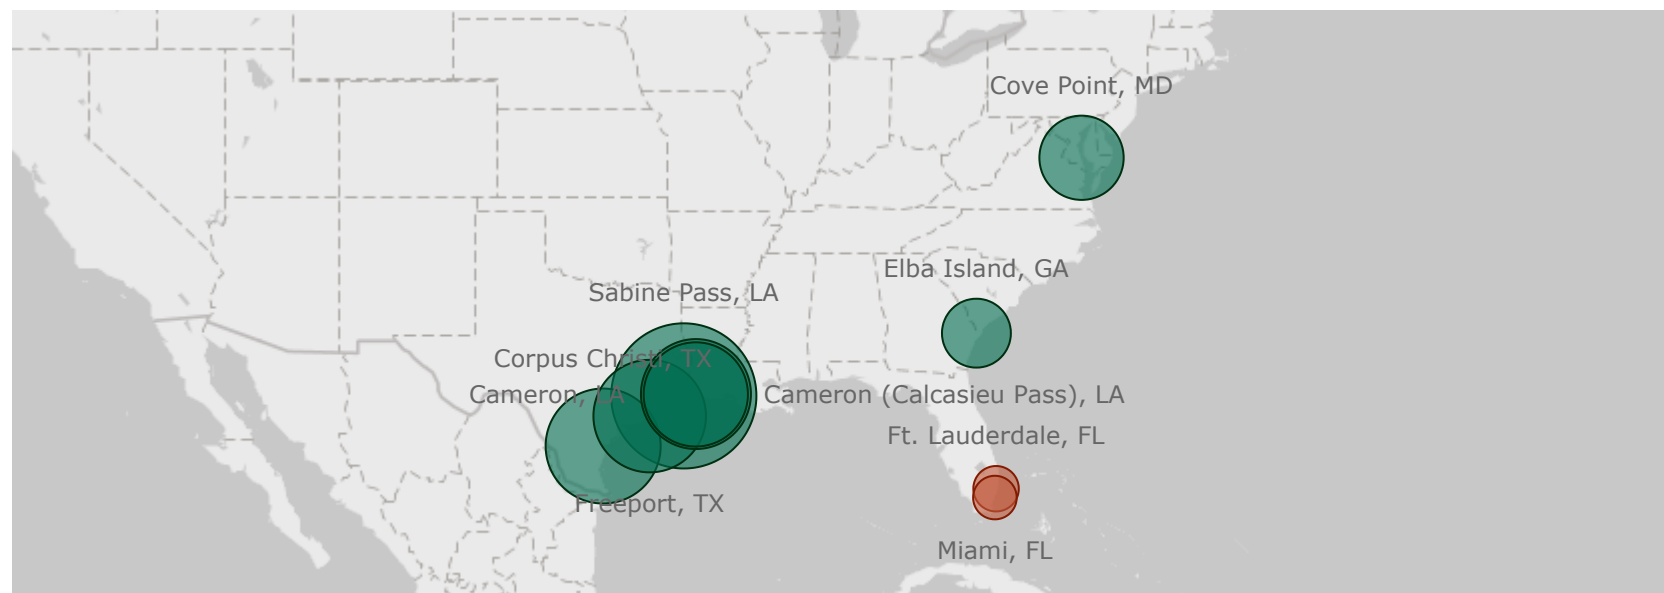 Cove Point, MD
Elba Island, GA
Sabine Pass, LA
Corpus Christi, TX
Cameron, LA
Cameron (Calcasieu Pass), LA
Ft. Lauderdale, FL
Freeport, TX
Miami, FL